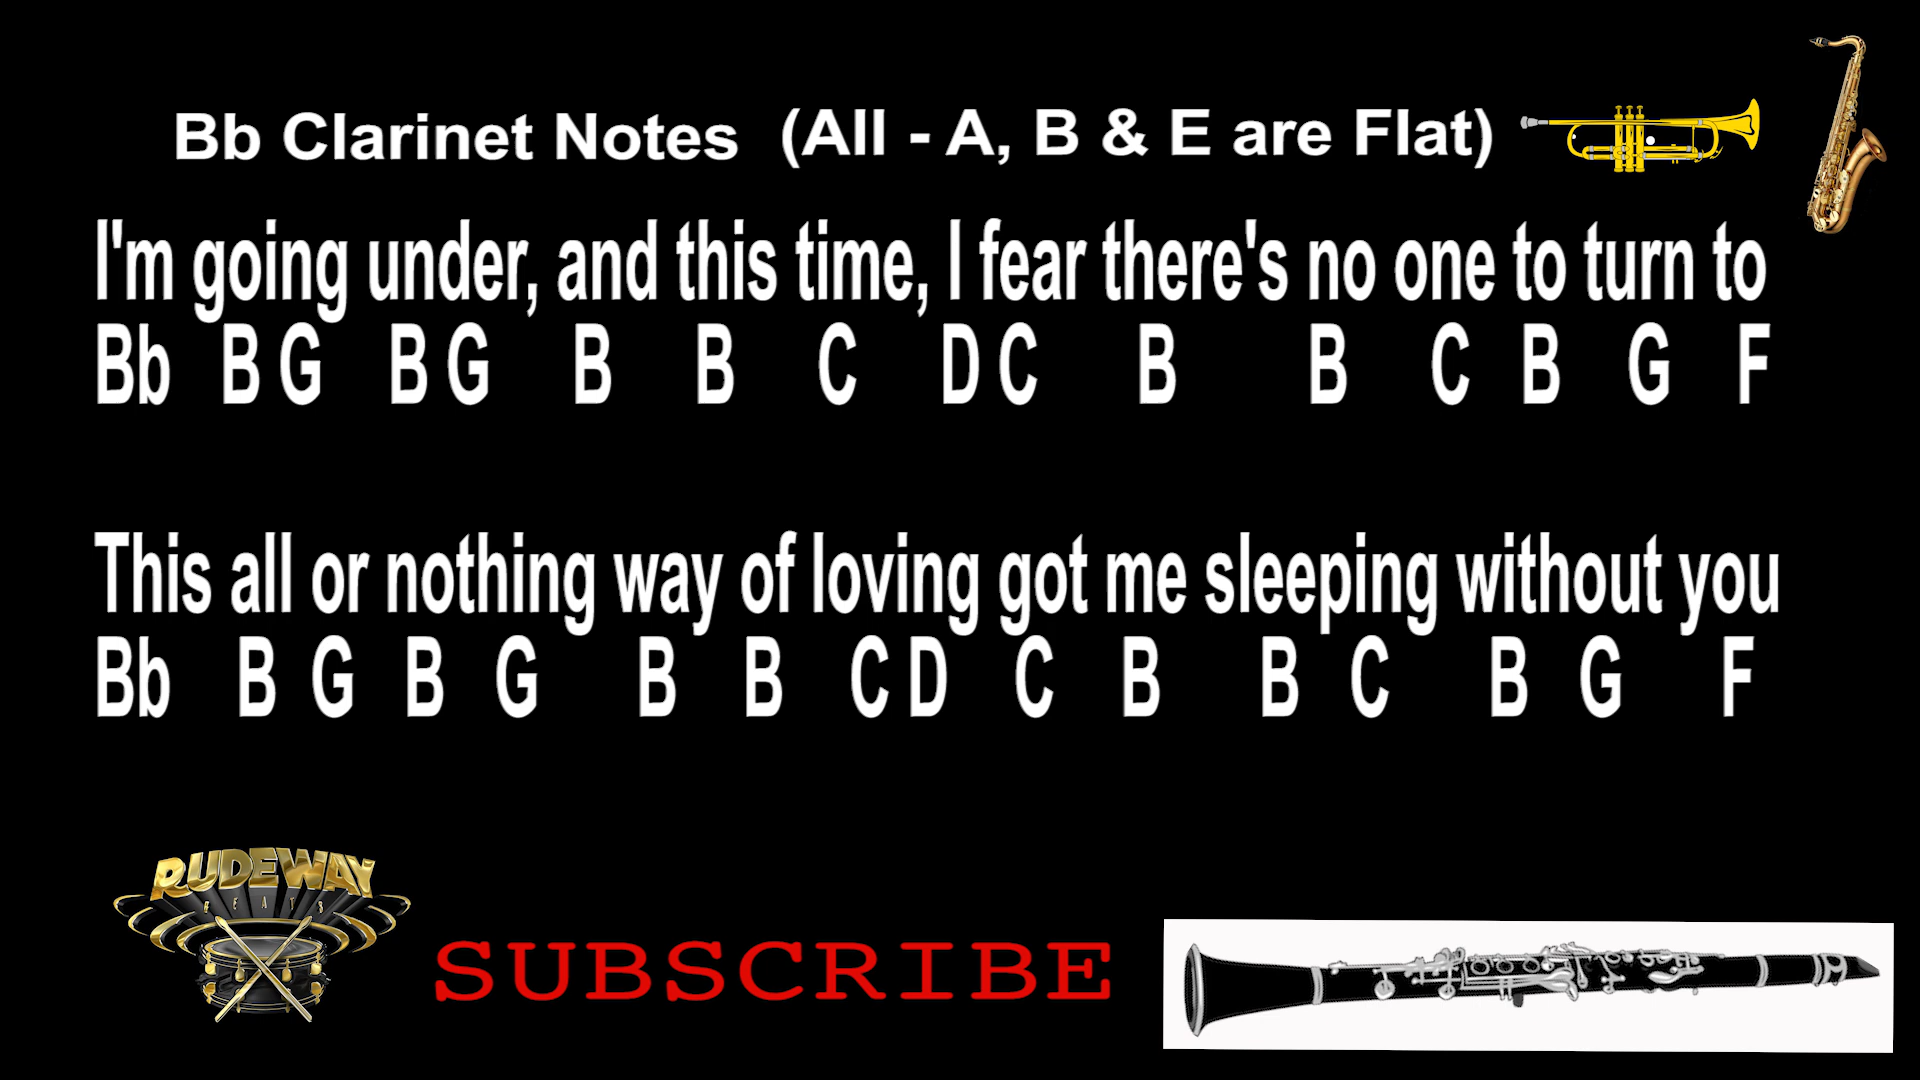 Bb Clarinet Notes (All - A, B & E are Flat)
I'm going under, and this time, I fear there's no one to turn to
Bb B G B G B B C D C B B C B G F
This all or nothing way of loving got me sleeping without you
Bb B G B G B B C D C B B C B G F
RUDEWAY
BEATS
SUBSCRIBE